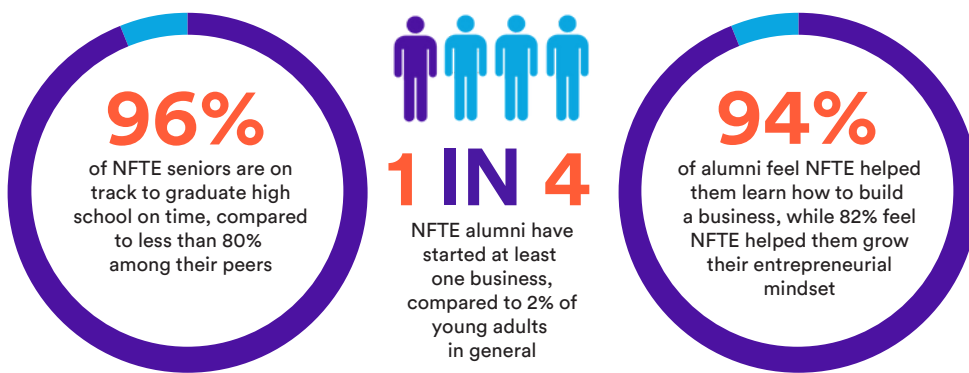 96%
of NFTE seniors are on
track to graduate high
school on time, compared
to less than 80%
among their peers
1 IN 4
NFTE alumni have
started at least
one business,
compared to 2% of
young adults
in general
94%
of alumni feel NFTE helped
them learn how to build
a business, while 82% feel
NFTE helped them grow
their entrepreneurial
mindset